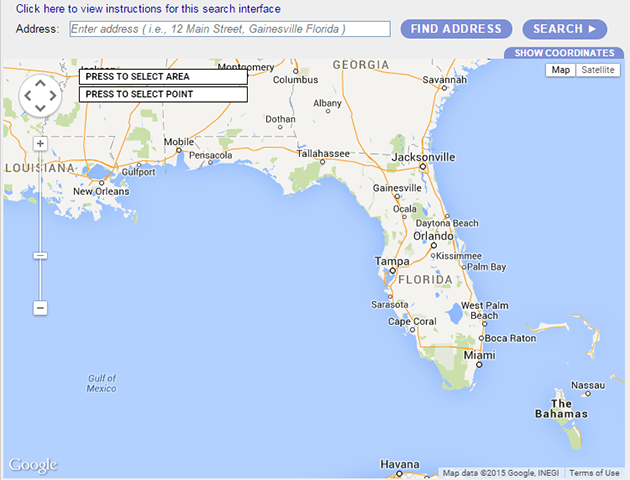 Click here to view instructions for this search interface
Address: Enter address ( i.e., 12 Main Street, Gainesville Florida ) FIND ADDRESS SEARCH
SHOW COORDINATES
GEORGIA
Montgomery
PRESS TO SELECT AREA
Map Satellite
Jackson
Columbus
Savannah
PRESS TO SELECT POINT
Albany
Dothan
Mobile
Tallahassee
Jacksonville
Pensacola
LOUISIANA
Gulfport
New Orleans
Gainesville
Ocala
Daytona Beach
Orlando
Kissimmee
Tampa
Palm Bay
FLORIDA
Sarasota
West Palm
Beach
Cape Coral
Boca Raton
Miami
Gulf of
Mexico
Nassau
The
Bahamas
Google
Havana
Map data ©2015 Google, INEGI
Terms of Use